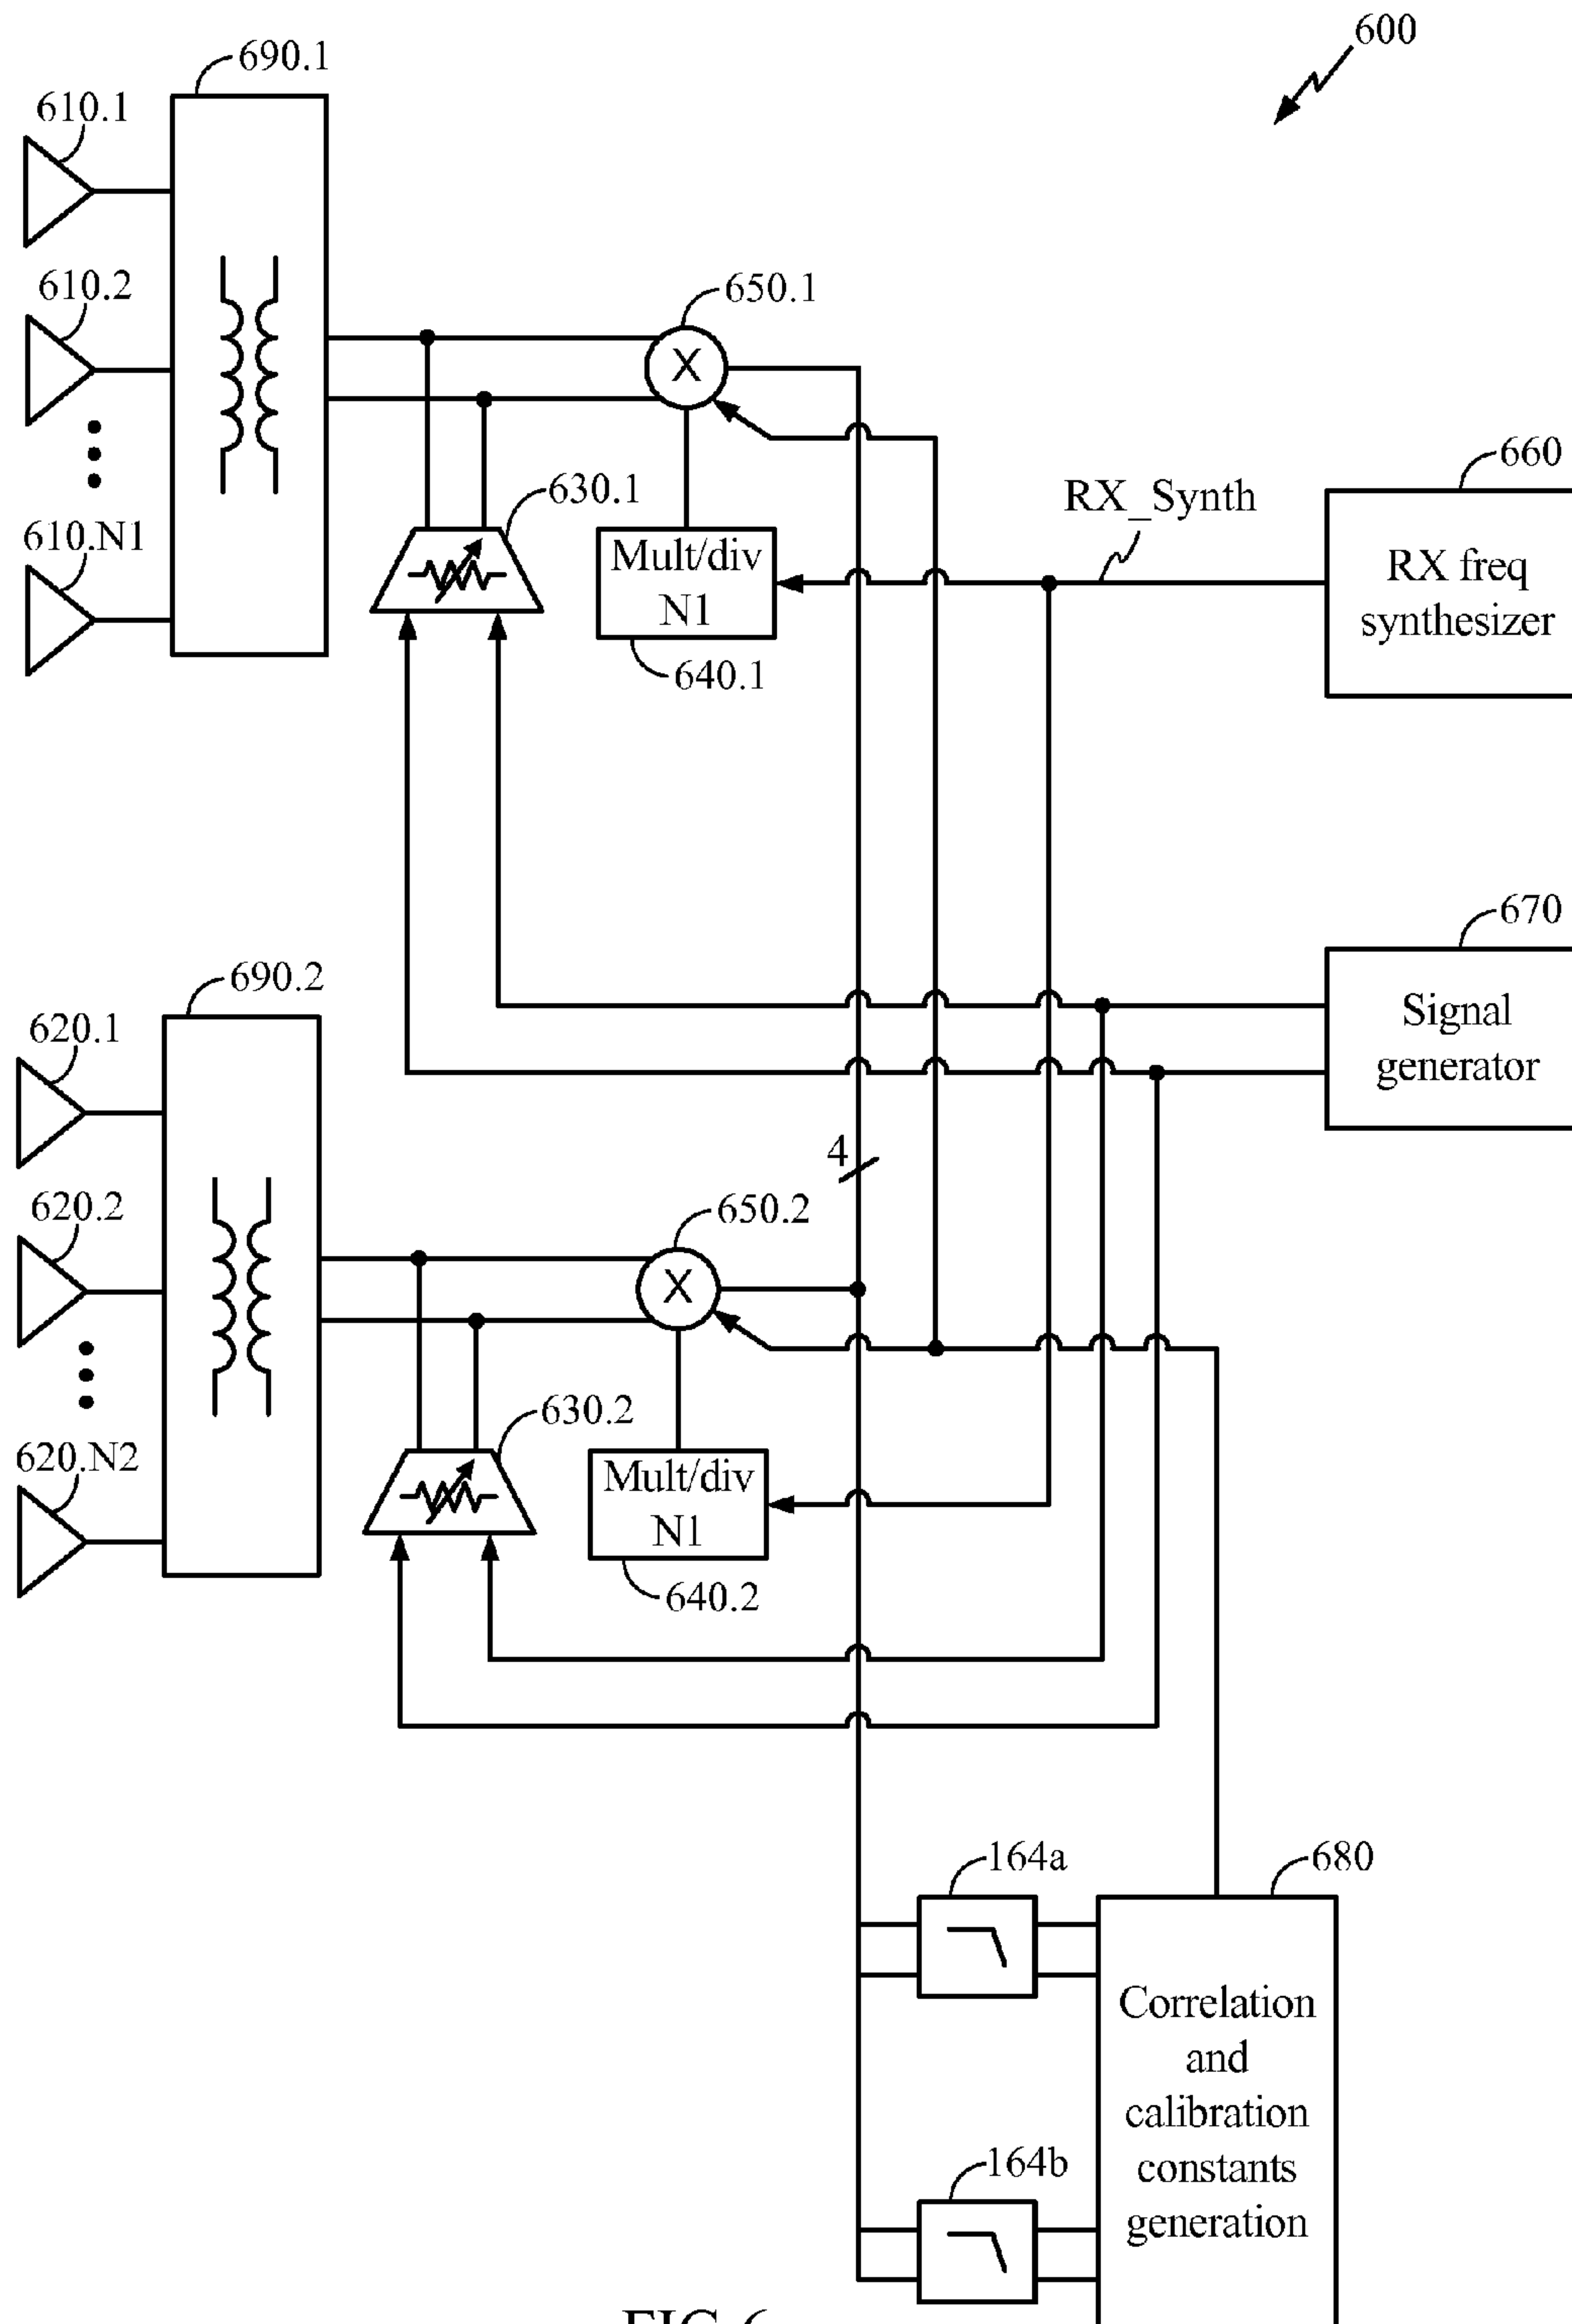 600
690.1
610.1
610.2
650.1
610.N1
630.1
RX_Synth
660
Mult/div
N1
RX freq
synthesizer
640.1
670
690.2
620.1
Signal
generator
4
620.2
650.2
630.2
620.N2
Mult/div
N1
640.2
164a
680
X
X
Correlation
and
calibration
constants
generation
164b
FIG 6